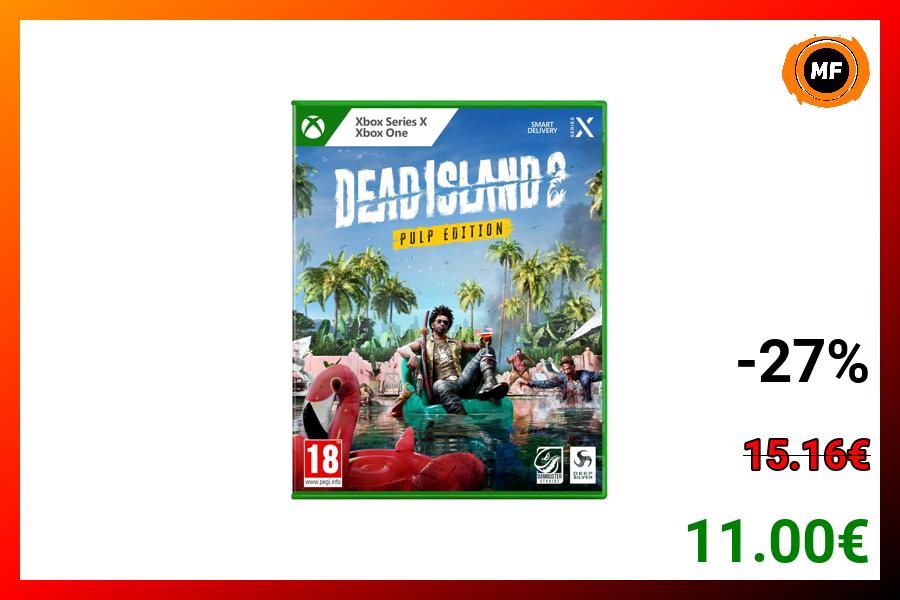 MF
Xbox Series X
Xbox One
SMART
DELIVERY
SERIES X
DEAD ISLAND 2
PULP EDITION
18
www.pegi.info
DAMBUSTER
STUDIOS
DEEP
SILVER
-27%
15.16€
11.00€